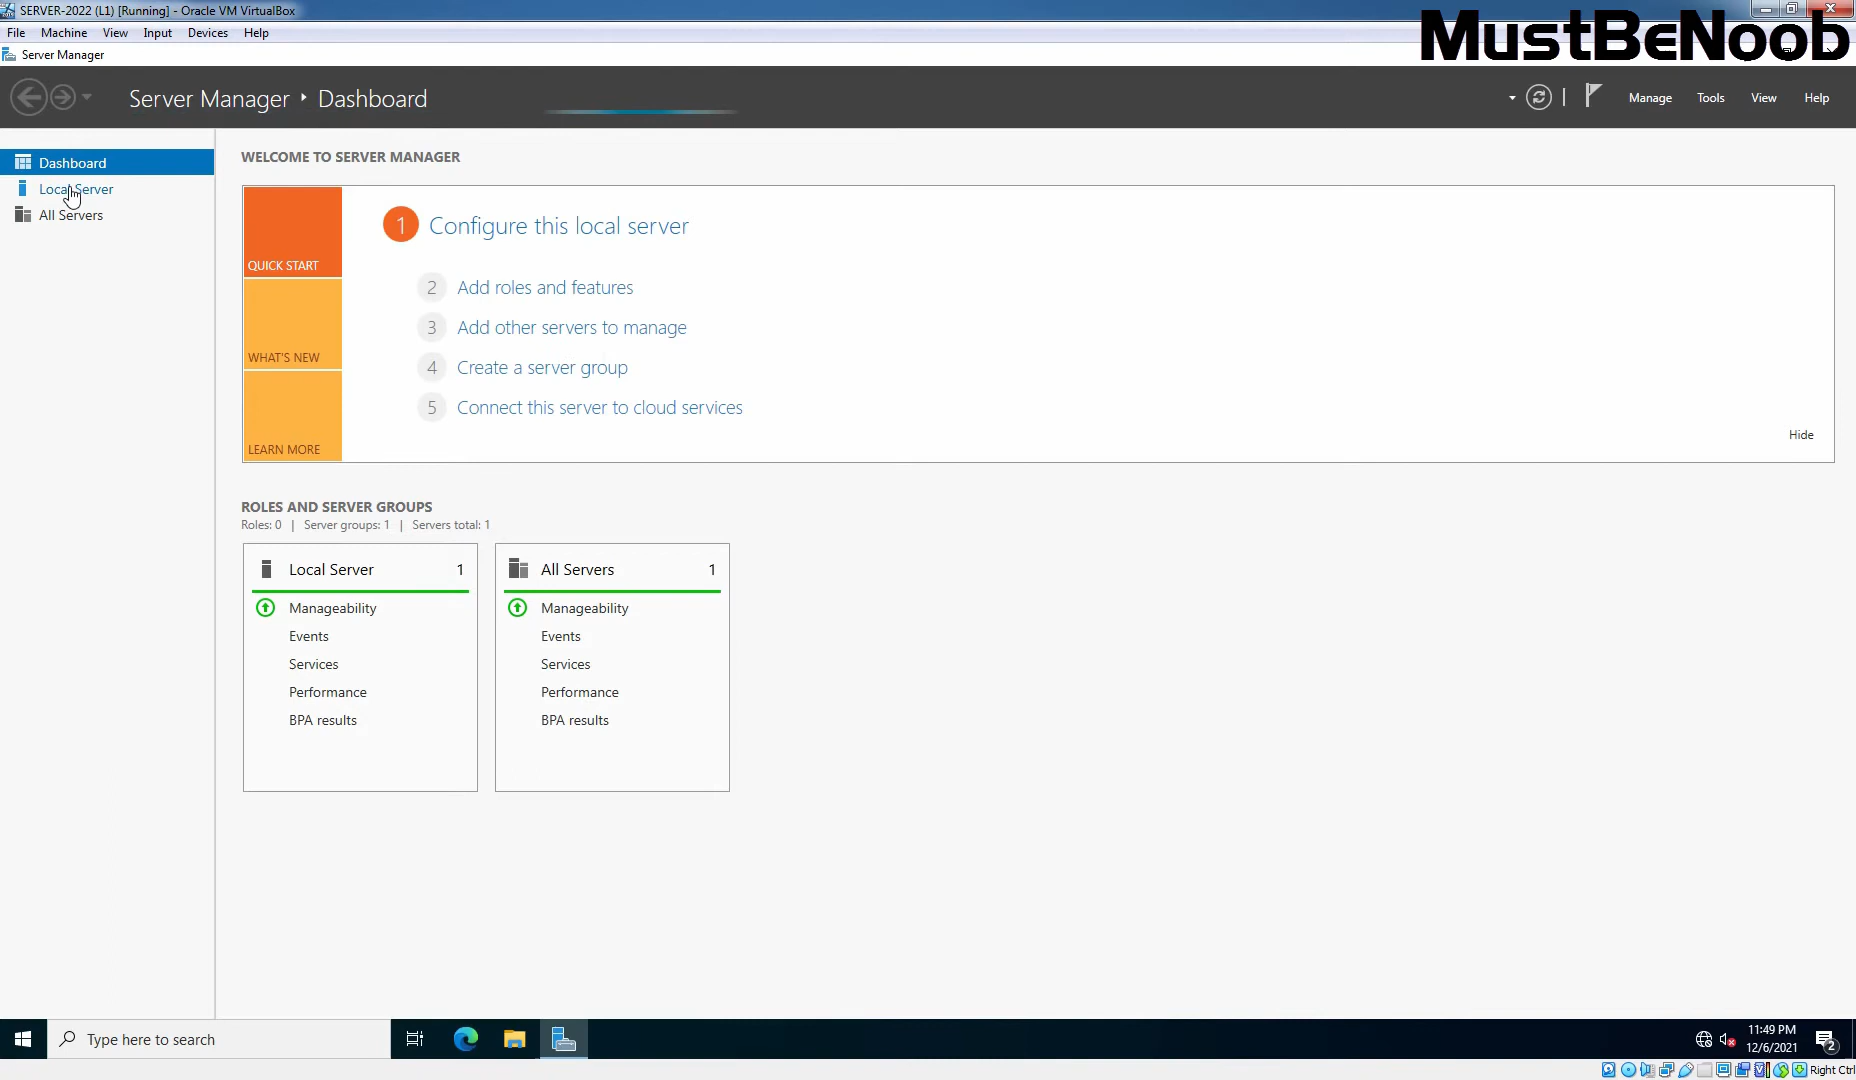 SERVER-2022 (L1) [Running] - Oracle VM VirtualBox
File Machine View Input Devices Help
MustBeNoob
Server Manager
Server Manager Dashboard
Manage Tools View Help
Dashboard
Local Server
All Servers
WELCOME TO SERVER MANAGER
QUICK START
WHAT'S NEW
LEARN MORE
1 Configure this local server
2 Add roles and features
3 Add other servers to manage
4 Create a server group
5 Connect this server to cloud services
Hide
ROLES AND SERVER GROUPS
Roles: 0 | Server groups: 1 | Servers total: 1
Local Server 1
Manageability
Events
Services
Performance
BPA results
All Servers 1
Manageability
Events
Services
Performance
BPA results
Type here to search
11:49 PM
12/6/2021
2
Right Ctrl